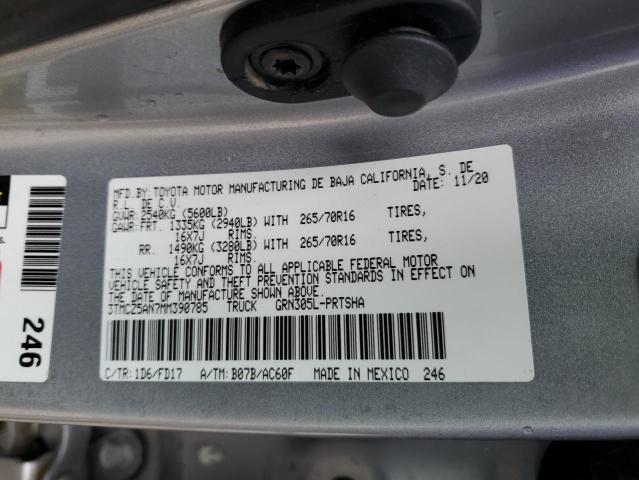 MFD.BY:TOYOTA MOTOR MANUFACTURING DE BAJA CALIFORNIA, S. DE
R.L. DE C.V. DATE: 11/20
GVWR:2540KG (5600LB)
GAWR:FRT. 1335KG (2940LB) WITH 265/70R16 TIRES,
16X7J RIMS.
RR. 1490KG (3280LB) WITH 265/70R16 TIRES,
16X7J RIMS.
THIS VEHICLE CONFORMS TO ALL APPLICABLE FEDERAL MOTOR
VEHICLE SAFETY AND THEFT PREVENTION STANDARDS IN EFFECT ON
THE DATE OF MANUFACTURE SHOWN ABOVE.
3TMCZ5AN7MM390785 TRUCK GRN305L-PRTSHA
C/TR:1D6/FD17 A/TM:B07B/AC60F MADE IN MEXICO 246
246